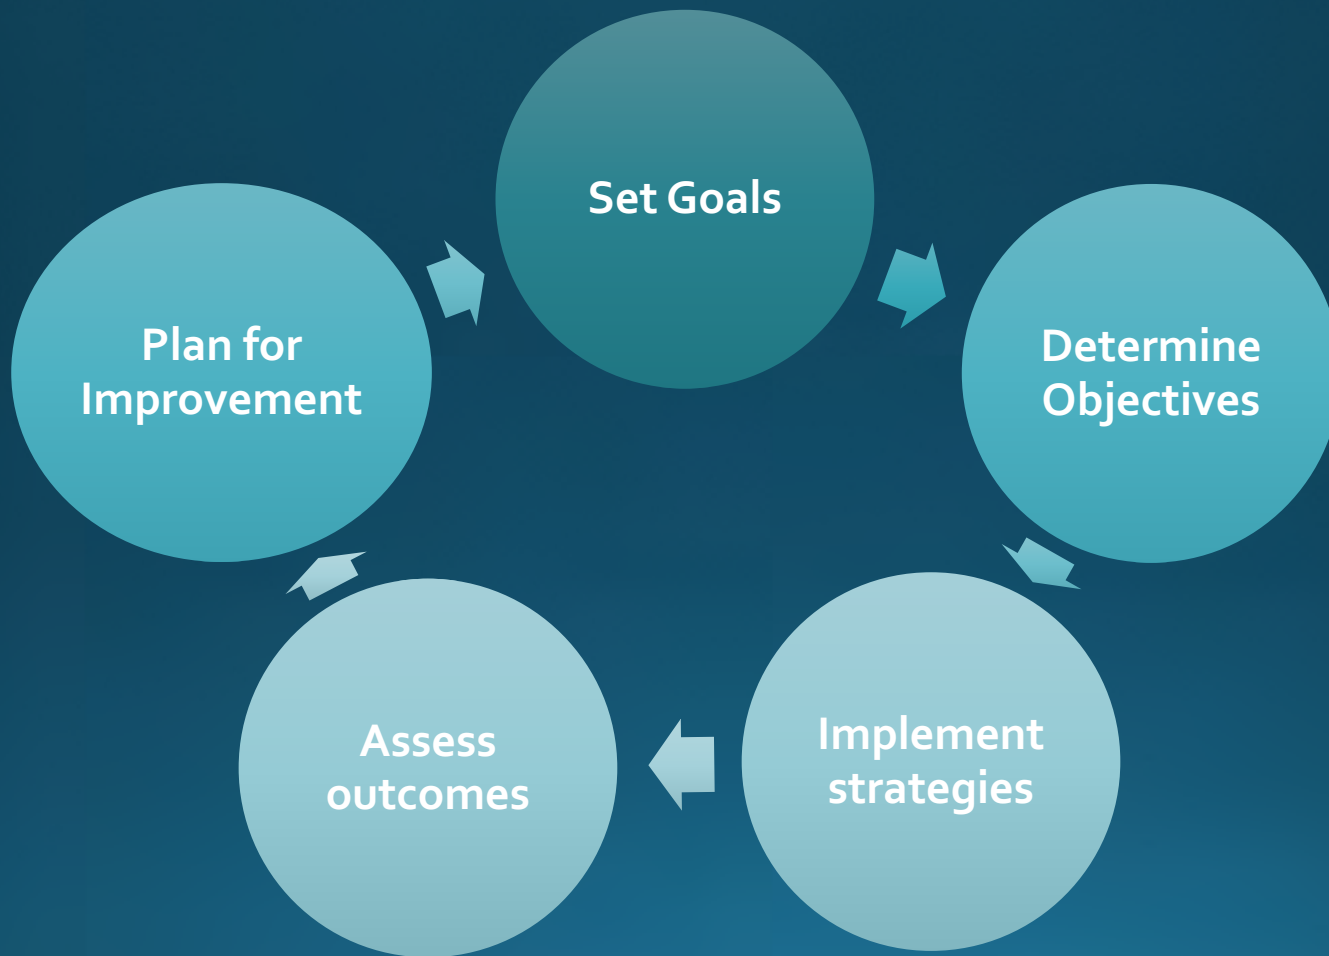 Set Goals
Determine
Objectives
Implement
strategies
Assess
outcomes
Plan for
Improvement